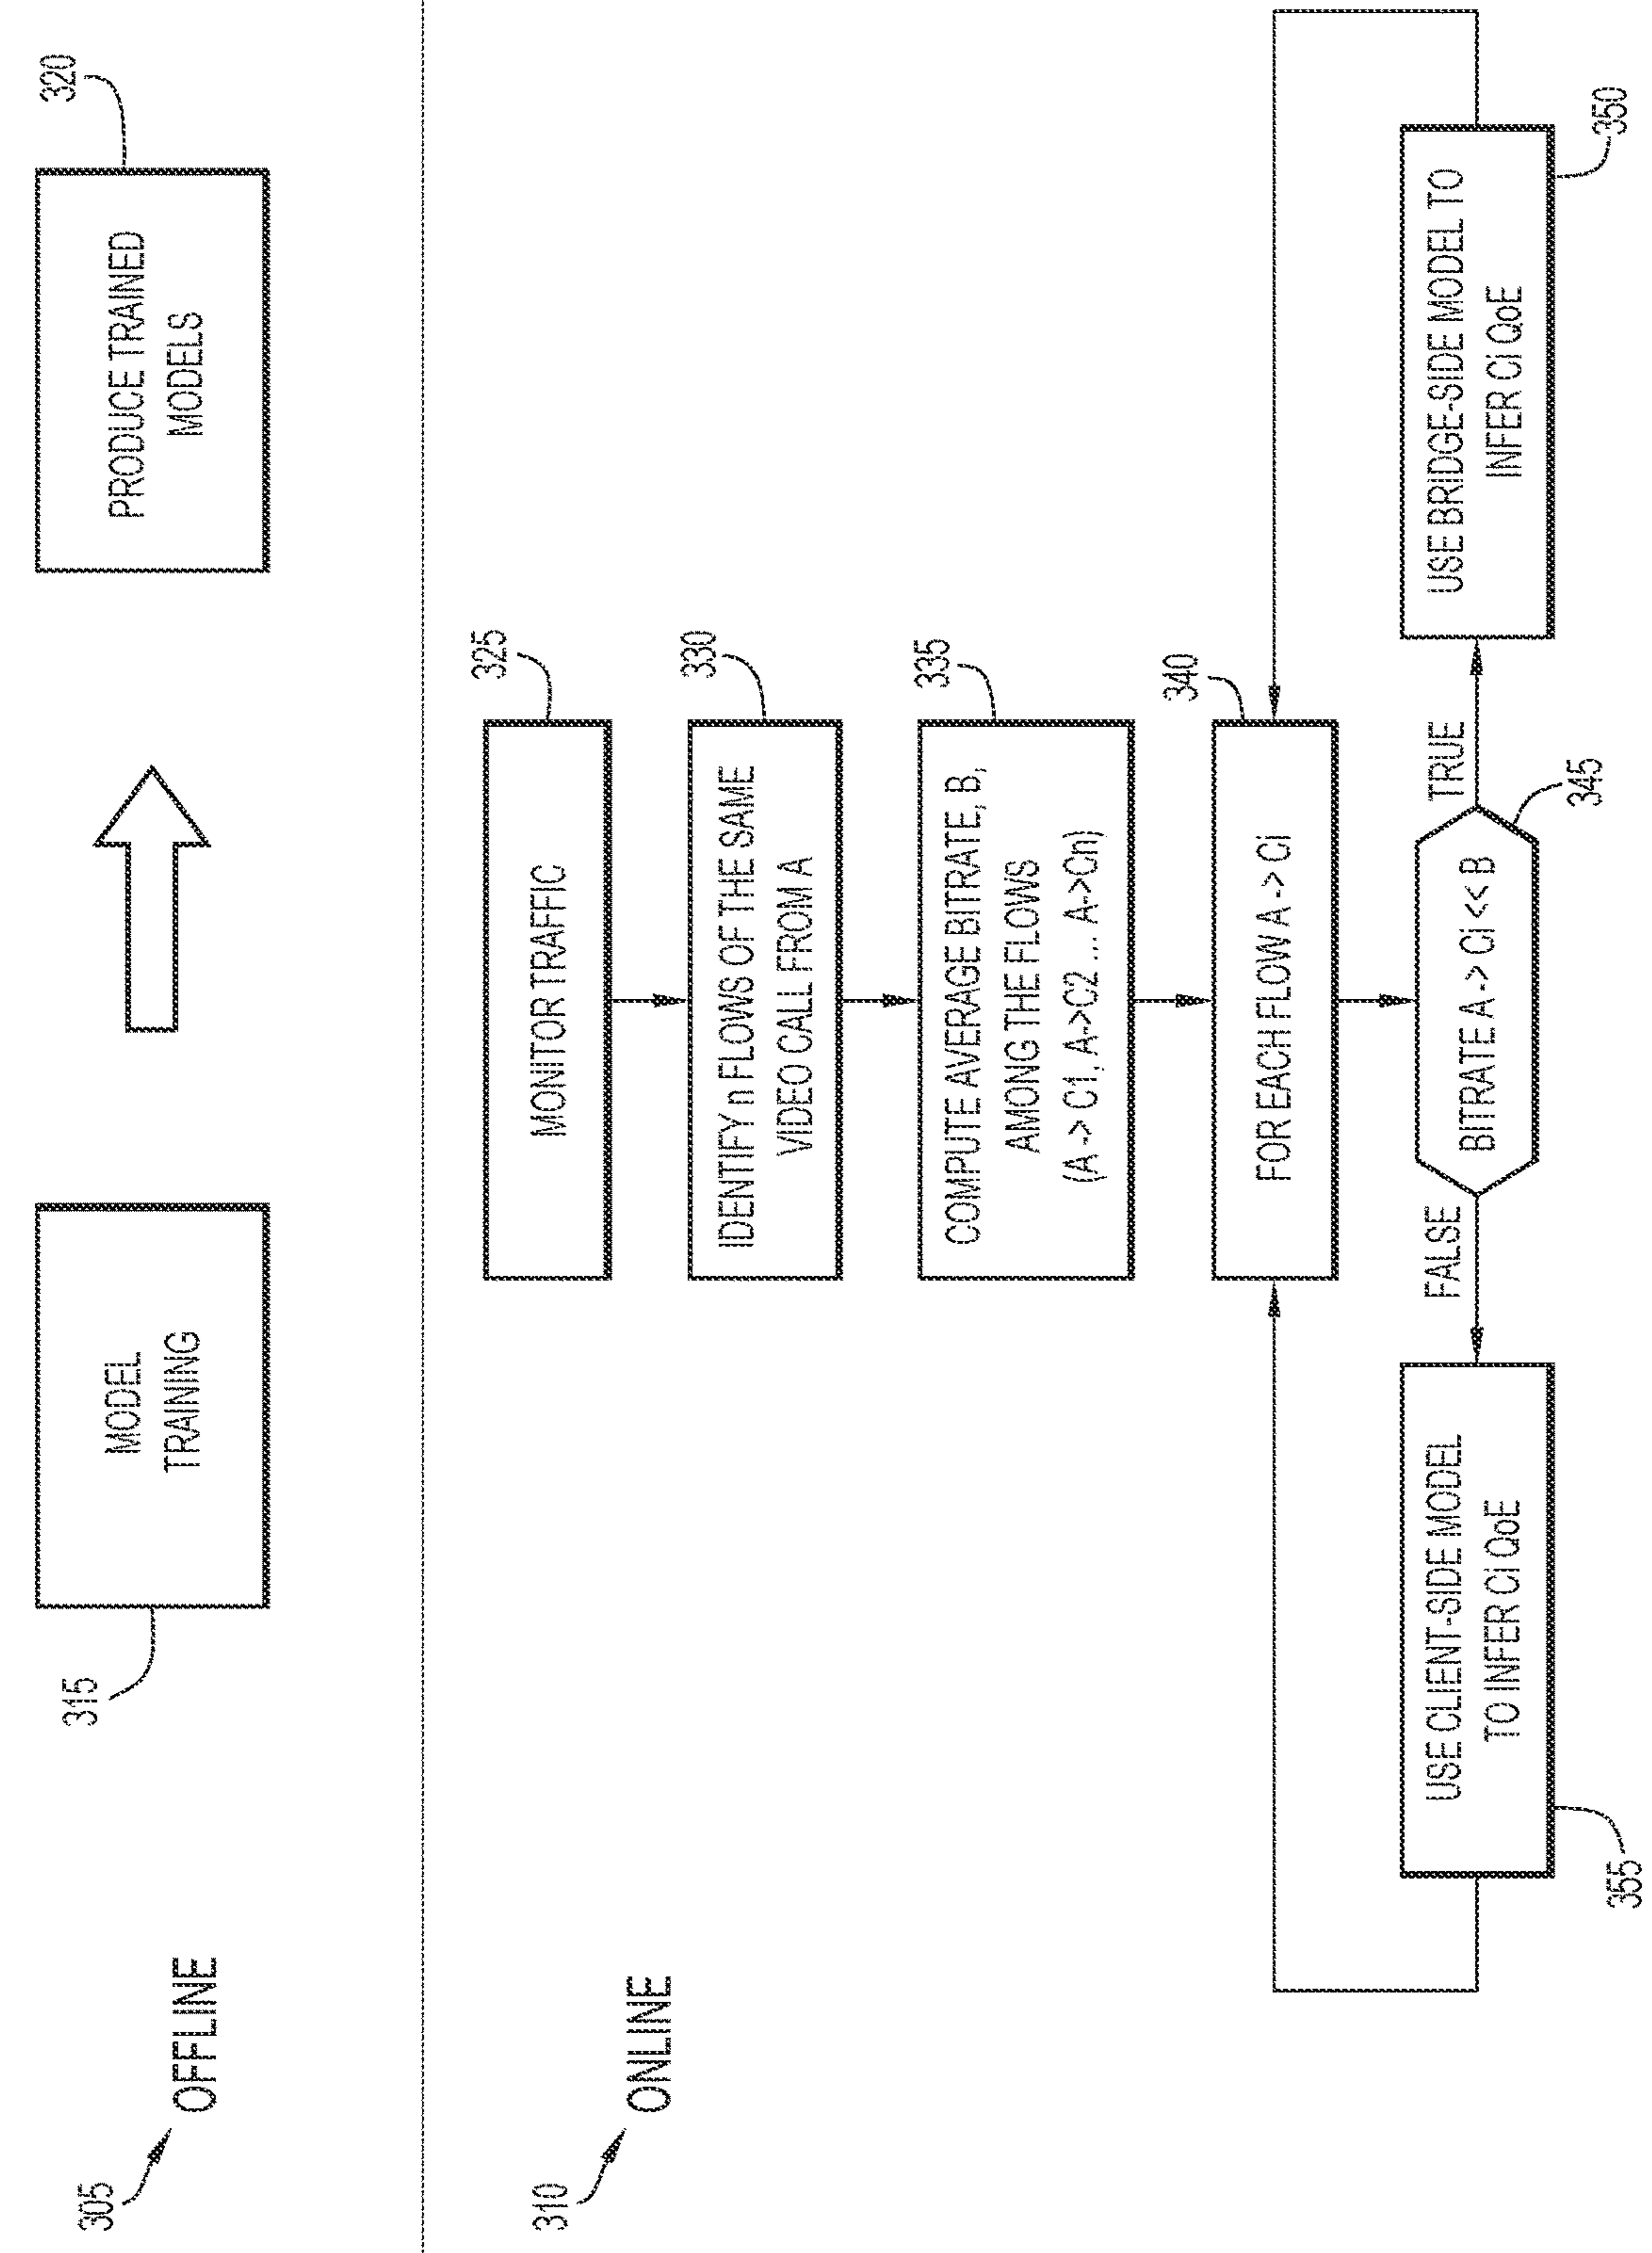 305
OFFLINE
315
MODEL
TRAINING
320
PRODUCE TRAINED
MODELS
310
ONLINE
325
MONITOR TRAFFIC
330
IDENTIFY n FLOWS OF THE SAME
VIDEO CALL FROM A
335
COMPUTE AVERAGE BITRATE, B,
AMONG THE FLOWS
(A -> C1, A->C2 ... A->Cn)
340
FOR EACH FLOW A -> Ci
FALSE
BITRATE A -> Ci << B
TRUE
345
USE CLIENT-SIDE MODEL
TO INFER Ci QoE
355
USE BRIDGE-SIDE MODEL TO
INFER Ci QoE
350